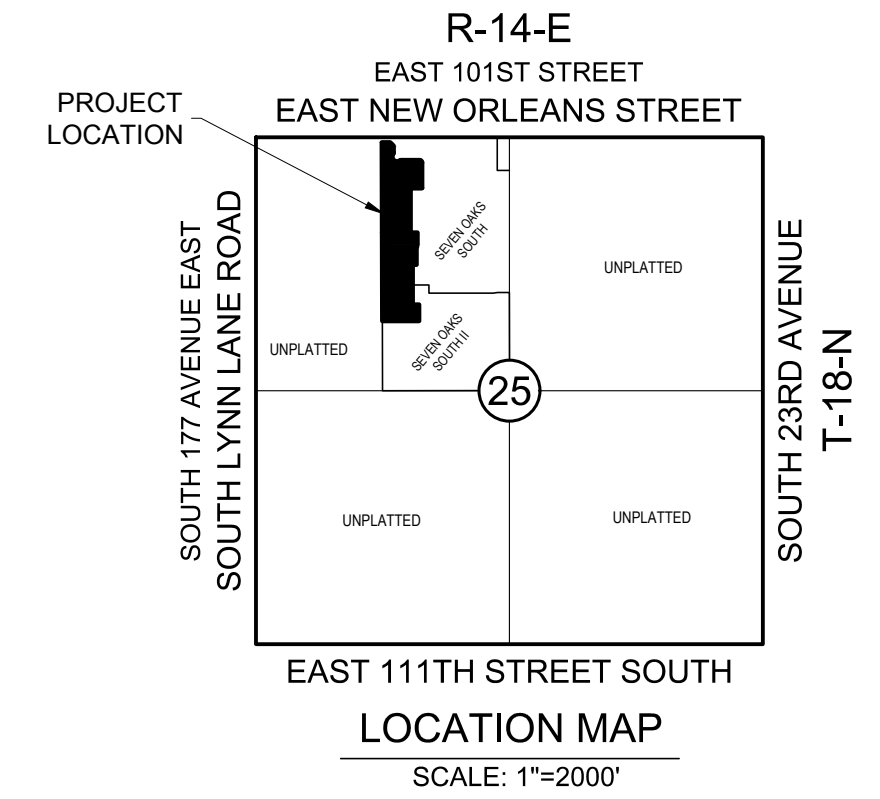 R-14-E
EAST 101ST STREET
EAST NEW ORLEANS STREET
PROJECT
LOCATION
SOUTH 177 AVENUE EAST
SOUTH LYNN LANE ROAD
SEVEN OAKS
SOUTH
UNPLATTED
UNPLATTED
SEVEN OAKS
SOUTH II
25
SOUTH 23RD AVENUE
T-18-N
UNPLATTED
UNPLATTED
EAST 111TH STREET SOUTH
LOCATION MAP
SCALE: 1"=2000'